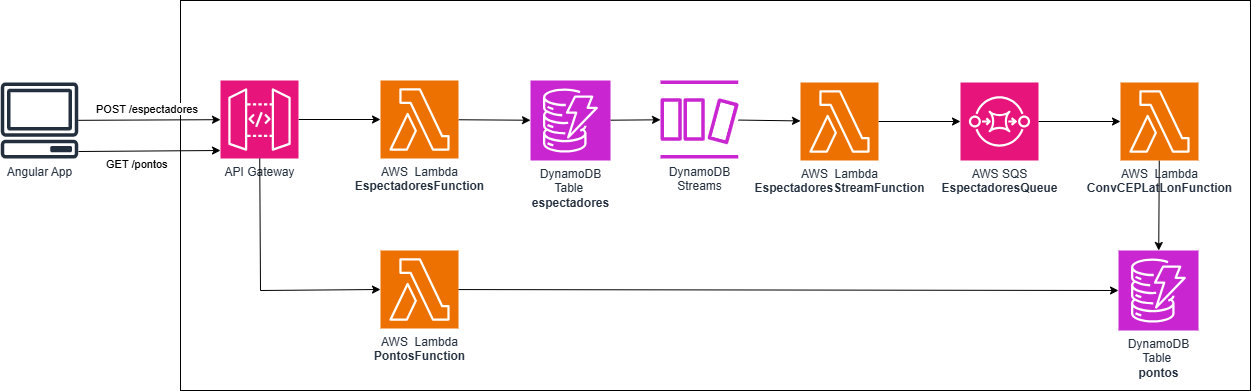 POST /espectadores
GET /pontos
Angular App
API Gateway
AWS Lambda
EspectadoresFunction
DynamoDB
Table
espectadores
DynamoDB
Streams
AWS Lambda
EspectadoresStreamFunction
AWS SQS
EspectadoresQueue
AWS Lambda
ConvCEPLatLonFunction
AWS Lambda
PontosFunction
DynamoDB
Table
pontos